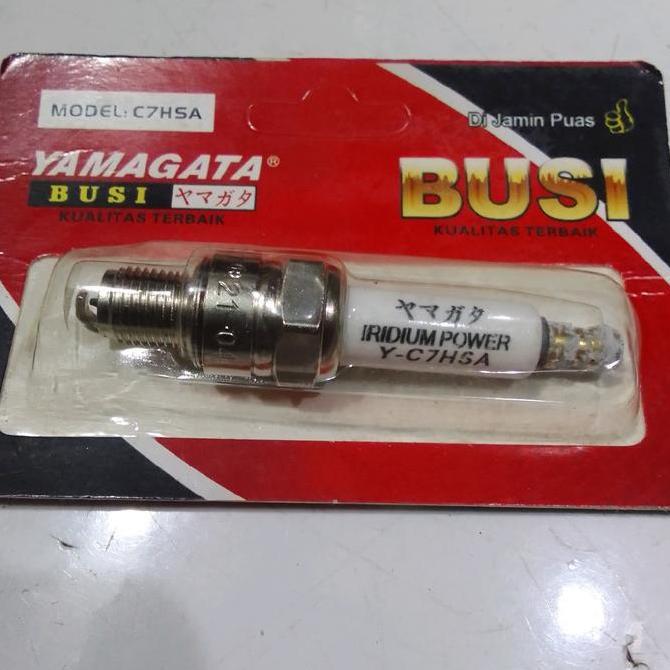 MODEL: C7HSA
Di Jamin Puas
YAMAGATA®
BUSI ヤマガタ
KUALITAS TERBAIK
BUSI
KUALITAS TERBAIK
ヤマガタ
IRIDIUM POWER
Y-C7HSA